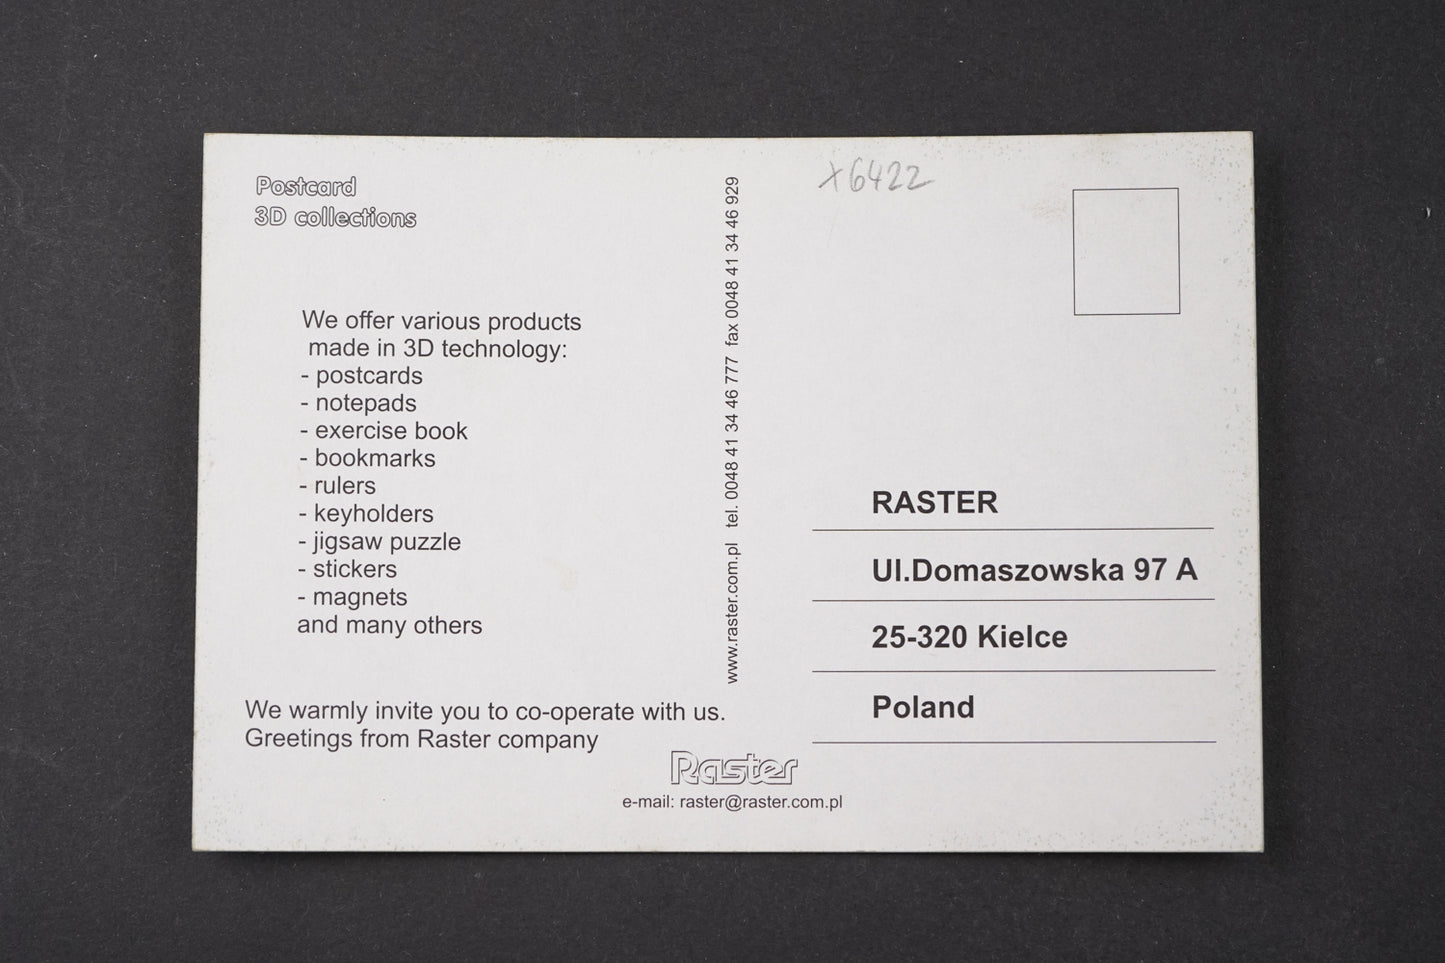 Postcard
3D collections
We offer various products
made in 3D technology:
- postcards
- notepads
- exercise book
- bookmarks
- rulers
- keyholders
- jigsaw puzzle
- stickers
- magnets
and many others
We warmly invite you to co-operate with us.
Greetings from Raster company
www.raster.com.pl tel. 0048 41 34 46 777 fax 0048 41 34 46 929
Raster
e-mail: raster@raster.com.pl
x6422
RASTER
Ul.Domaszowska 97 A
25-320 Kielce
Poland